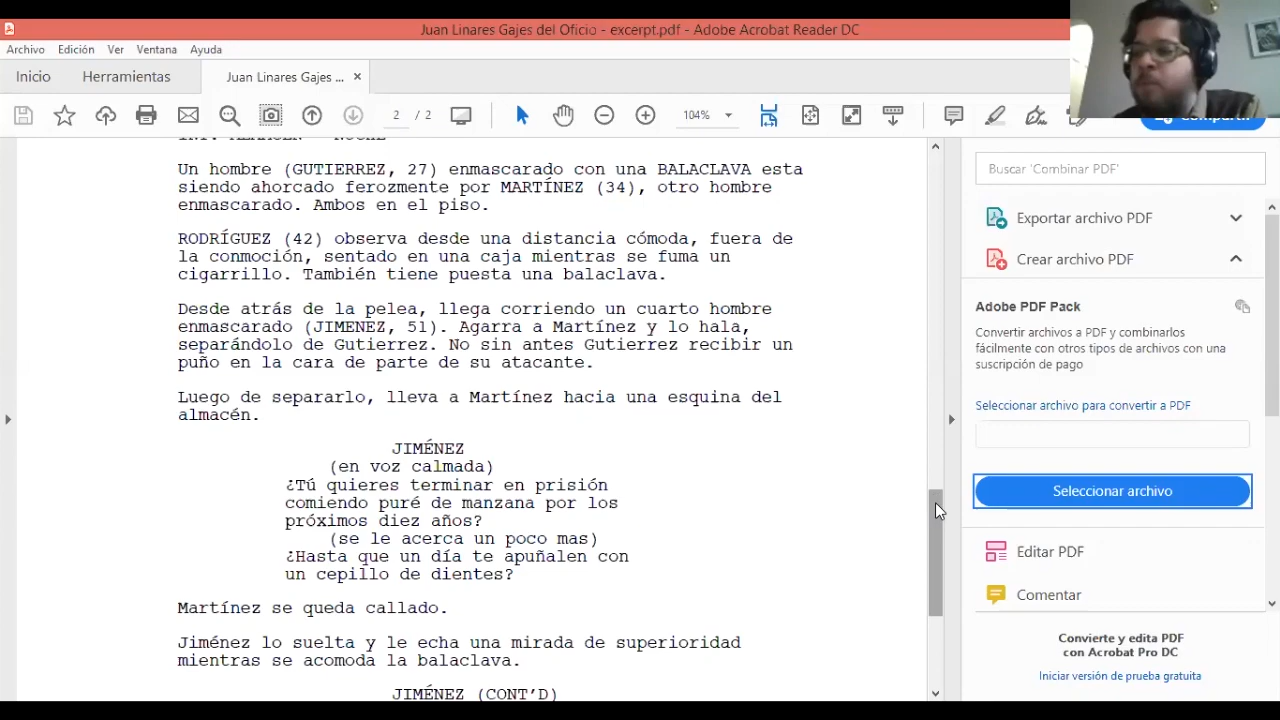 Juan Linares Gajes del Oficio - excerpt.pdf - Adobe Acrobat Reader DC
Archivo Edición Ver Ventana Ayuda
Inicio Herramientas Juan Linares Gajes ... ×
2 / 2 104%
Un hombre (GUTIERREZ, 27) enmascarado con una BALACLAVA esta
siendo ahorcado ferozmente por MARTÍNEZ (34), otro hombre
enmascarado. Ambos en el piso.
RODRÍGUEZ (42) observa desde una distancia cómoda, fuera de
la conmoción, sentado en una caja mientras se fuma un
cigarrillo. También tiene puesta una balaclava.
Desde atrás de la pelea, llega corriendo un cuarto hombre
enmascarado (JIMENEZ, 51). Agarra a Martínez y lo hala,
separándolo de Gutierrez. No sin antes Gutierrez recibir un
puño en la cara de parte de su atacante.
Luego de separarlo, lleva a Martínez hacia una esquina del
almacén.
JIMÉNEZ
(en voz calmada)
¿Tú quieres terminar en prisión
comiendo puré de manzana por los
próximos diez años?
(se le acerca un poco mas)
¿Hasta que un día te apuñalen con
un cepillo de dientes?
Martínez se queda callado.
Jiménez lo suelta y le echa una mirada de superioridad
mientras se acomoda la balaclava.
JIMÉNEZ (CONT'D)
Buscar 'Combinar PDF'
Exportar archivo PDF
Crear archivo PDF
Adobe PDF Pack
Convertir archivos a PDF y combinarlos
fácilmente con otros tipos de archivos con una
suscripción de pago
Seleccionar archivo para convertir a PDF
Seleccionar archivo
Editar PDF
Comentar
Convierte y edita PDF
con Acrobat Pro DC
Iniciar versión de prueba gratuita